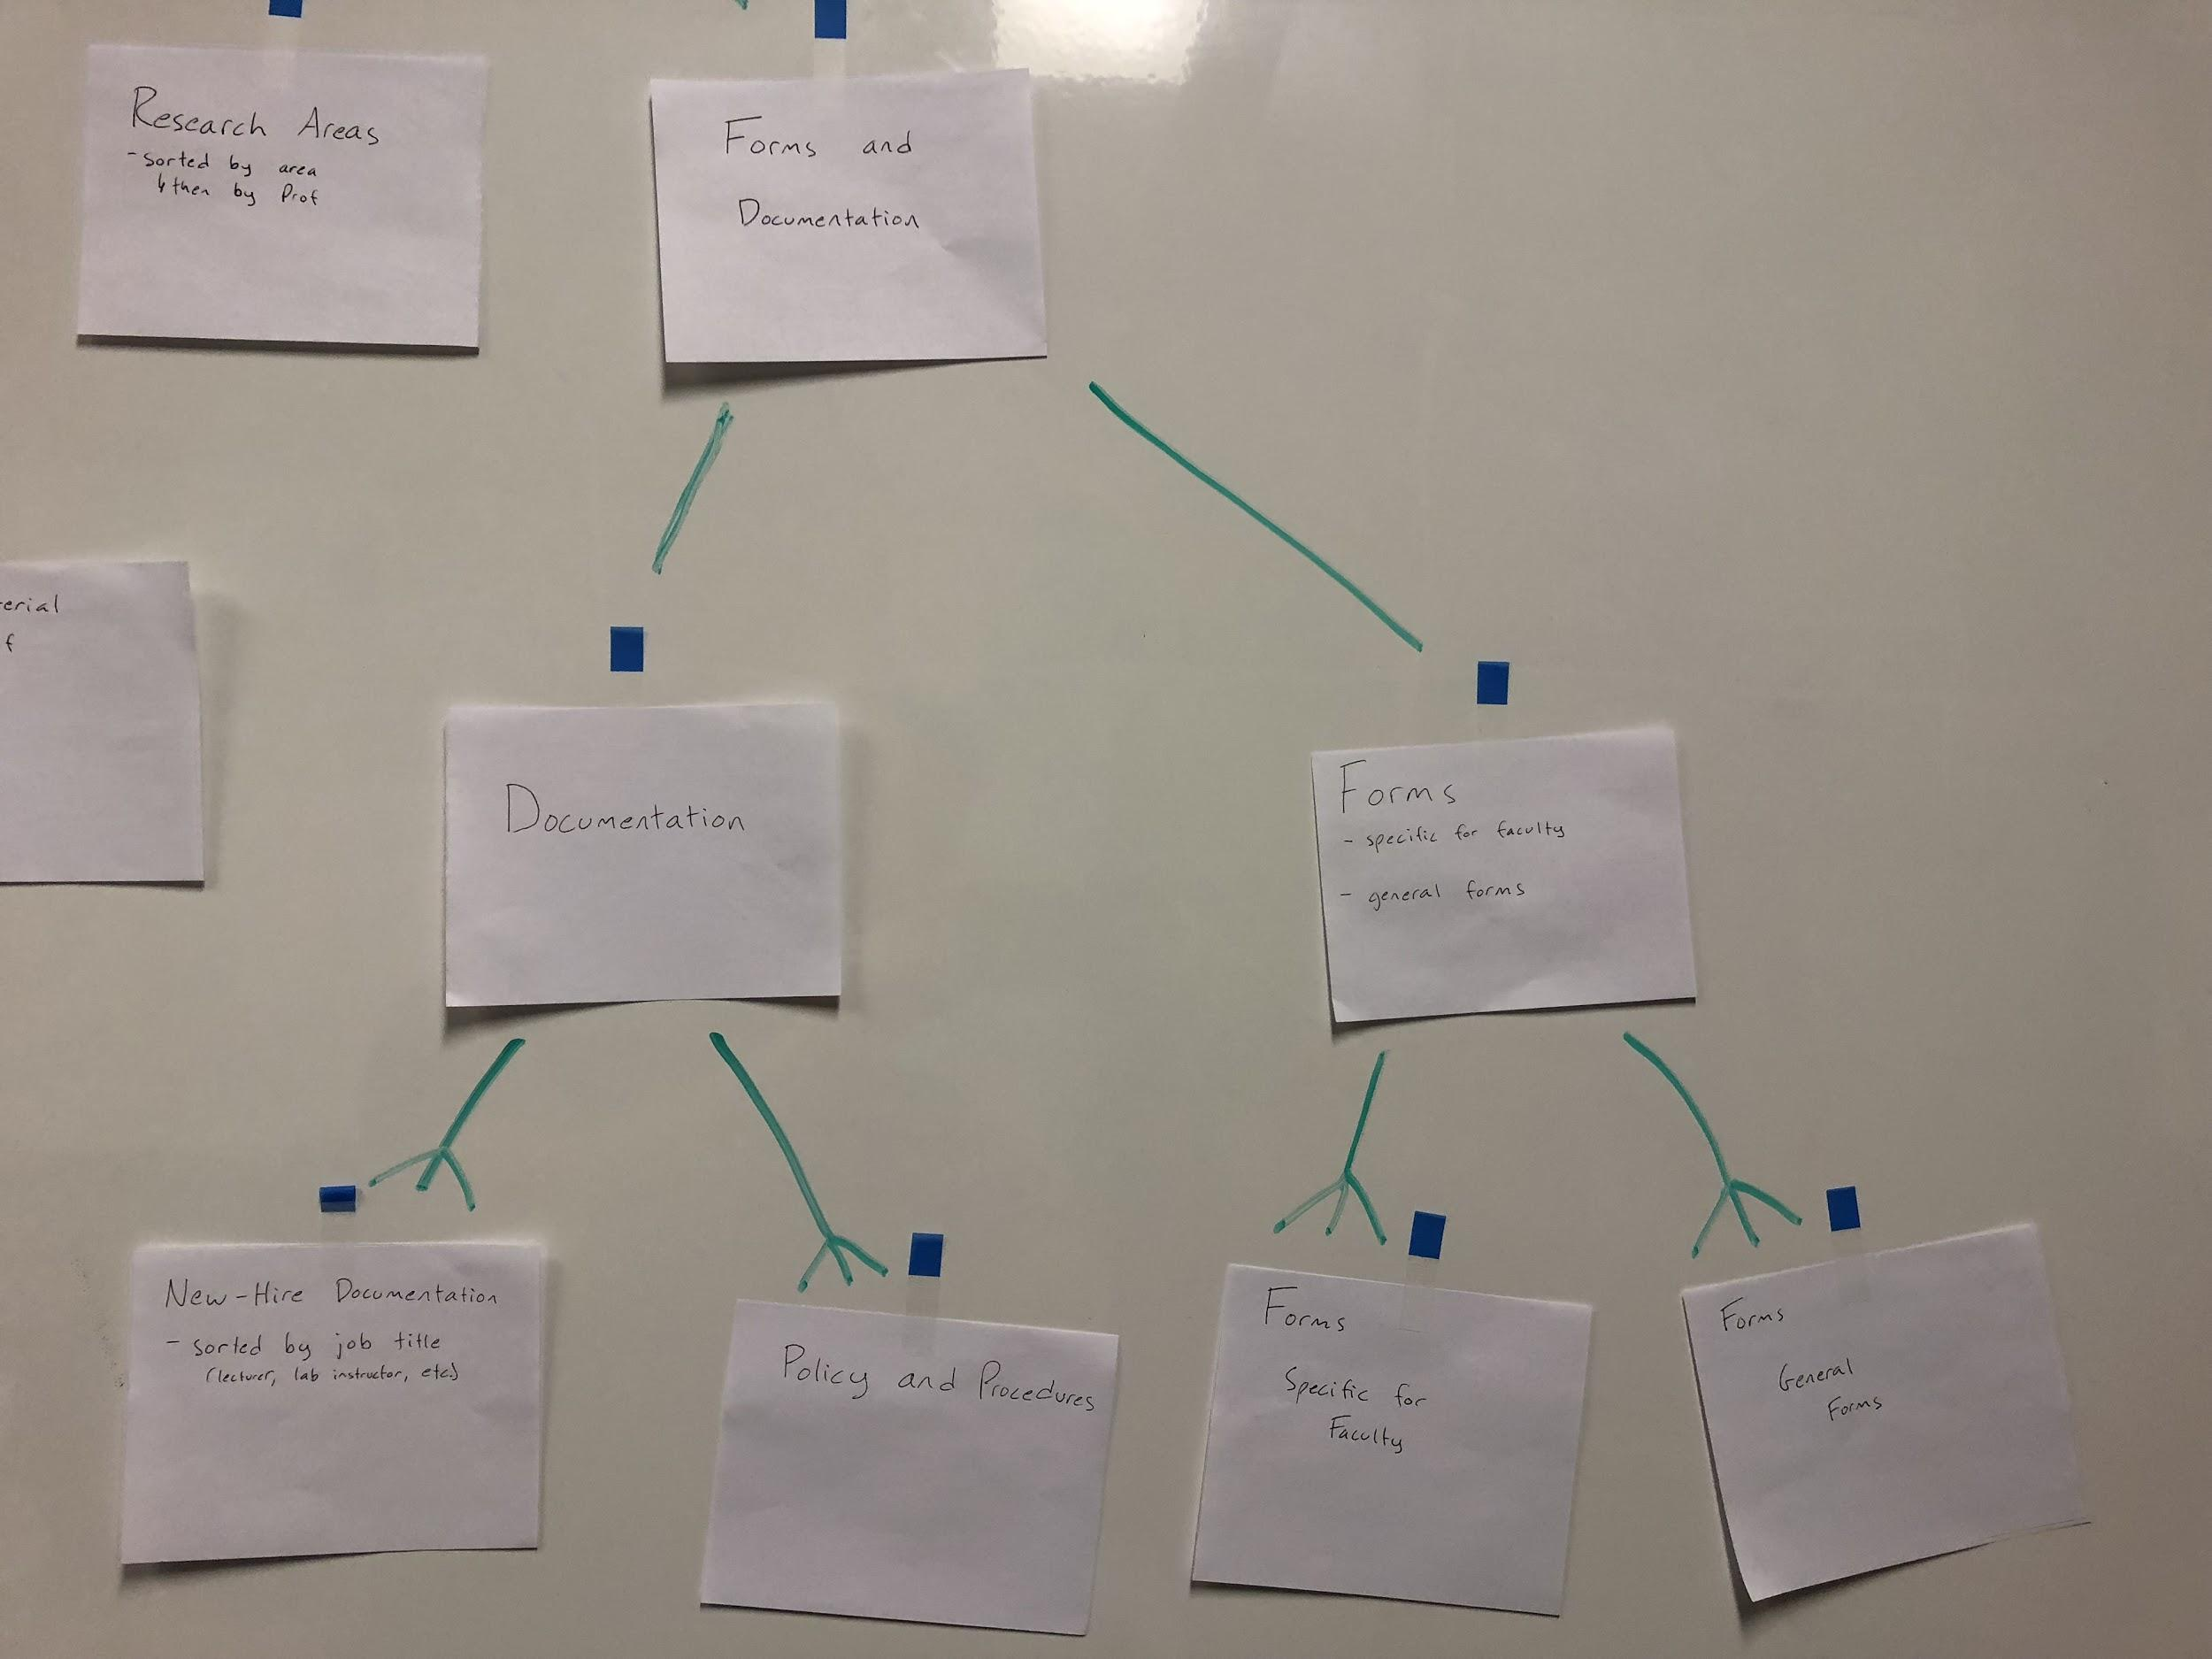 Research Areas
- sorted by area
↳ then by Prof
Forms and
Documentation
erial
f
Documentation
Forms
- specific for faculty
- general forms
New-Hire Documentation
- sorted by job title
(lecturer, lab instructor, etc.)
Policy and Procedures
Forms
Specific for
Faculty
Forms
General
Forms